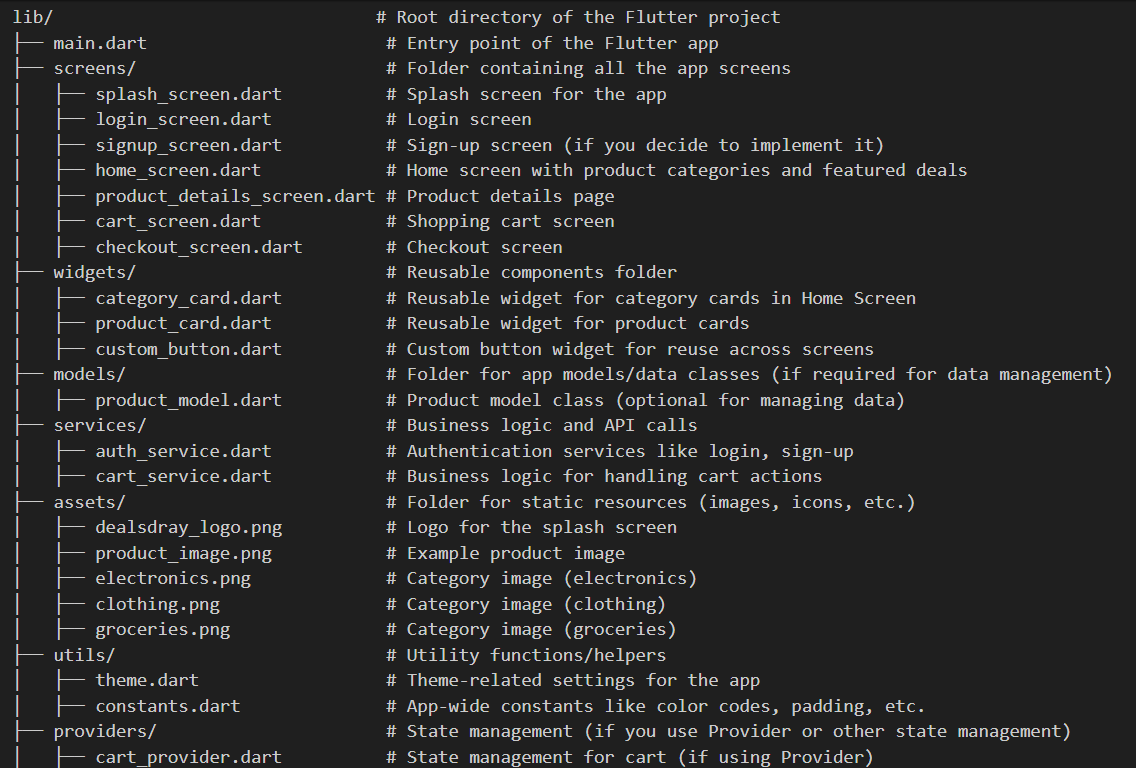 lib/                               # Root directory of the Flutter project
├── main.dart                       # Entry point of the Flutter app
├── screens/                        # Folder containing all the app screens
│   ├── splash_screen.dart          # Splash screen for the app
│   ├── login_screen.dart           # Login screen
│   ├── signup_screen.dart          # Sign-up screen (if you decide to implement it)
│   ├── home_screen.dart            # Home screen with product categories and featured deals
│   ├── product_details_screen.dart # Product details page
│   ├── cart_screen.dart            # Shopping cart screen
│   ├── checkout_screen.dart        # Checkout screen
├── widgets/                        # Reusable components folder
│   ├── category_card.dart          # Reusable widget for category cards in Home Screen
│   ├── product_card.dart           # Reusable widget for product cards
│   ├── custom_button.dart          # Custom button widget for reuse across screens
├── models/                         # Folder for app models/data classes (if required for data management)
│   ├── product_model.dart          # Product model class (optional for managing data)
├── services/                       # Business logic and API calls
│   ├── auth_service.dart           # Authentication services like login, sign-up
│   ├── cart_service.dart           # Business logic for handling cart actions
├── assets/                         # Folder for static resources (images, icons, etc.)
│   ├── dealsdray_logo.png          # Logo for the splash screen
│   ├── product_image.png           # Example product image
│   ├── electronics.png             # Category image (electronics)
│   ├── clothing.png                # Category image (clothing)
│   ├── groceries.png               # Category image (groceries)
├── utils/                          # Utility functions/helpers
│   ├── theme.dart                  # Theme-related settings for the app
│   ├── constants.dart              # App-wide constants like color codes, padding, etc.
├── providers/                      # State management (if you use Provider or other state management)
│   ├── cart_provider.dart          # State management for cart (if using Provider)